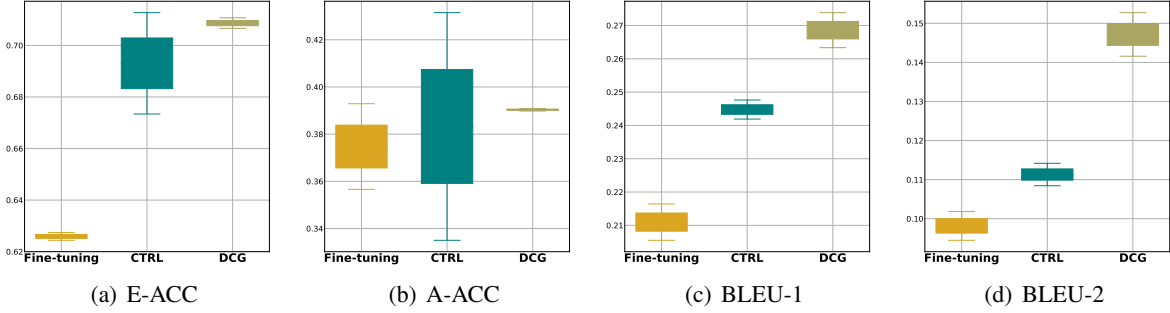 0.70
0.68
0.66
0.64
0.62
Fine-tuning CTRL DCG
(a) E-ACC
0.42
0.40
0.38
0.36
0.34
Fine-tuning CTRL DCG
(b) A-ACC
0.27
0.26
0.25
0.24
0.23
0.22
0.21
Fine-tuning CTRL DCG
(c) BLEU-1
0.15
0.14
0.13
0.12
0.11
0.10
Fine-tuning CTRL DCG
(d) BLEU-2